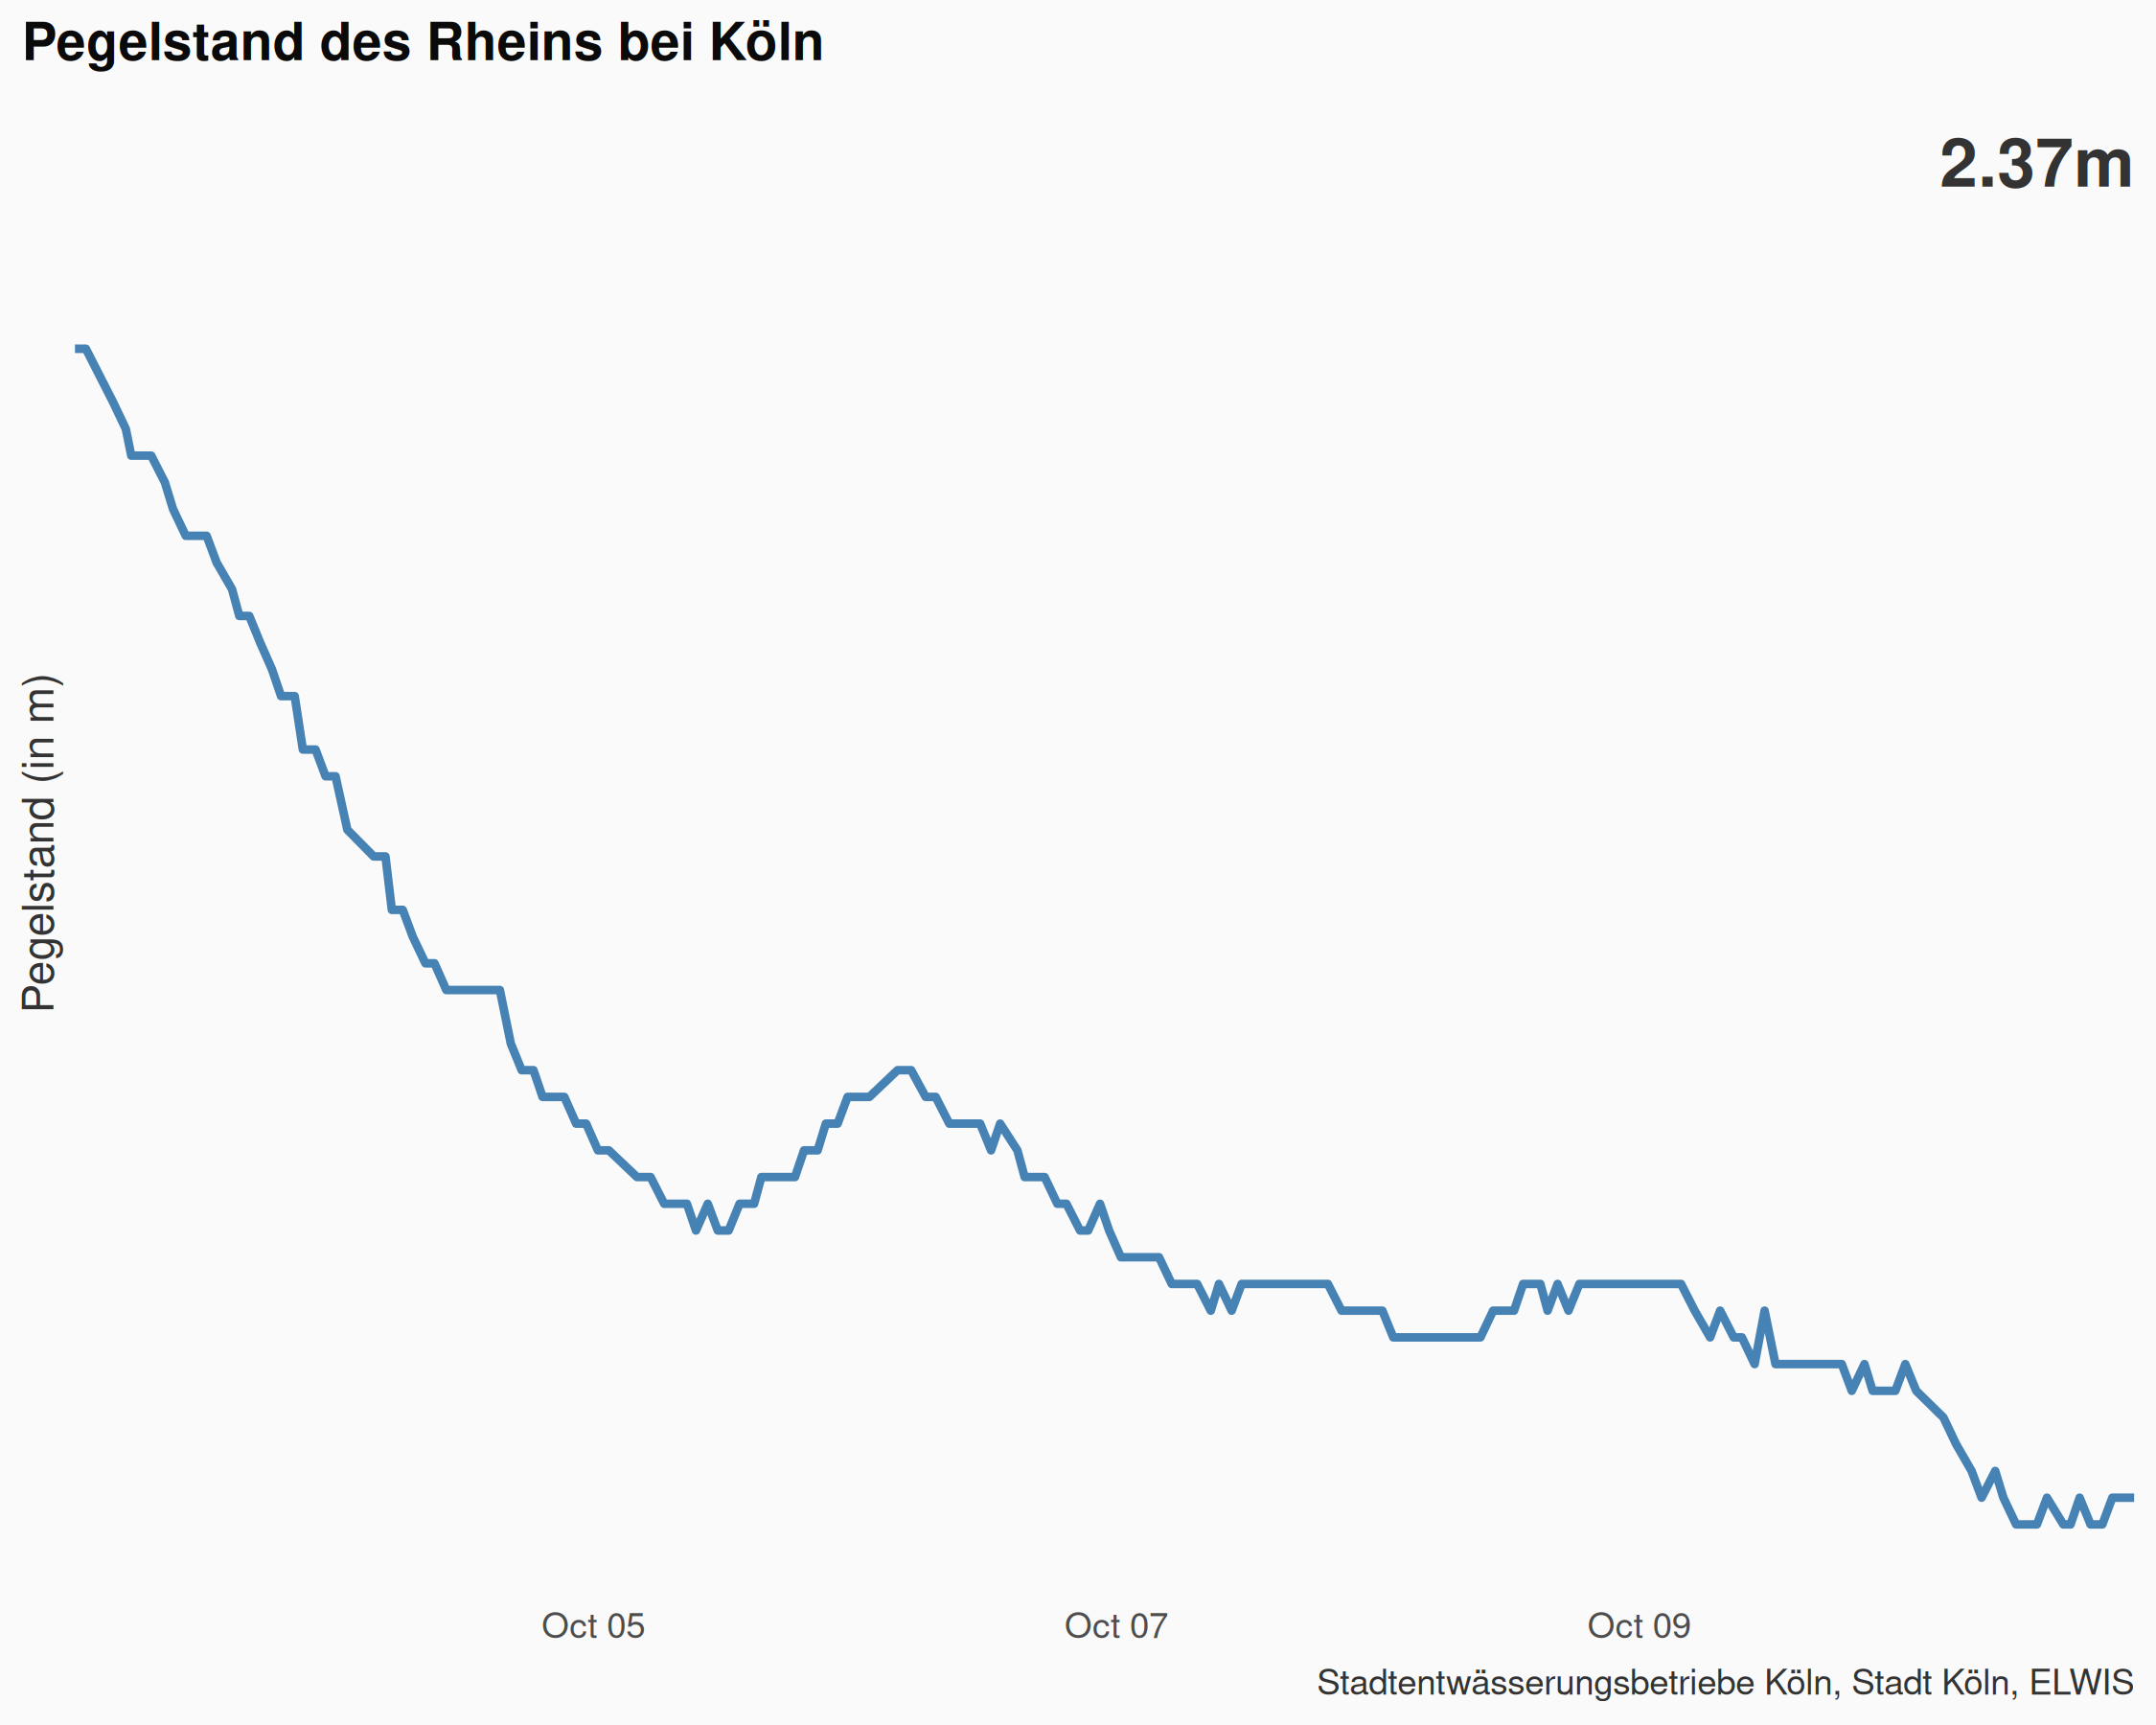 Pegelstand des Rheins bei Köln
2.37m
Pegelstand (in m)
Oct 05
Oct 07
Oct 09
Stadtentwässerungsbetriebe Köln, Stadt Köln, ELWIS